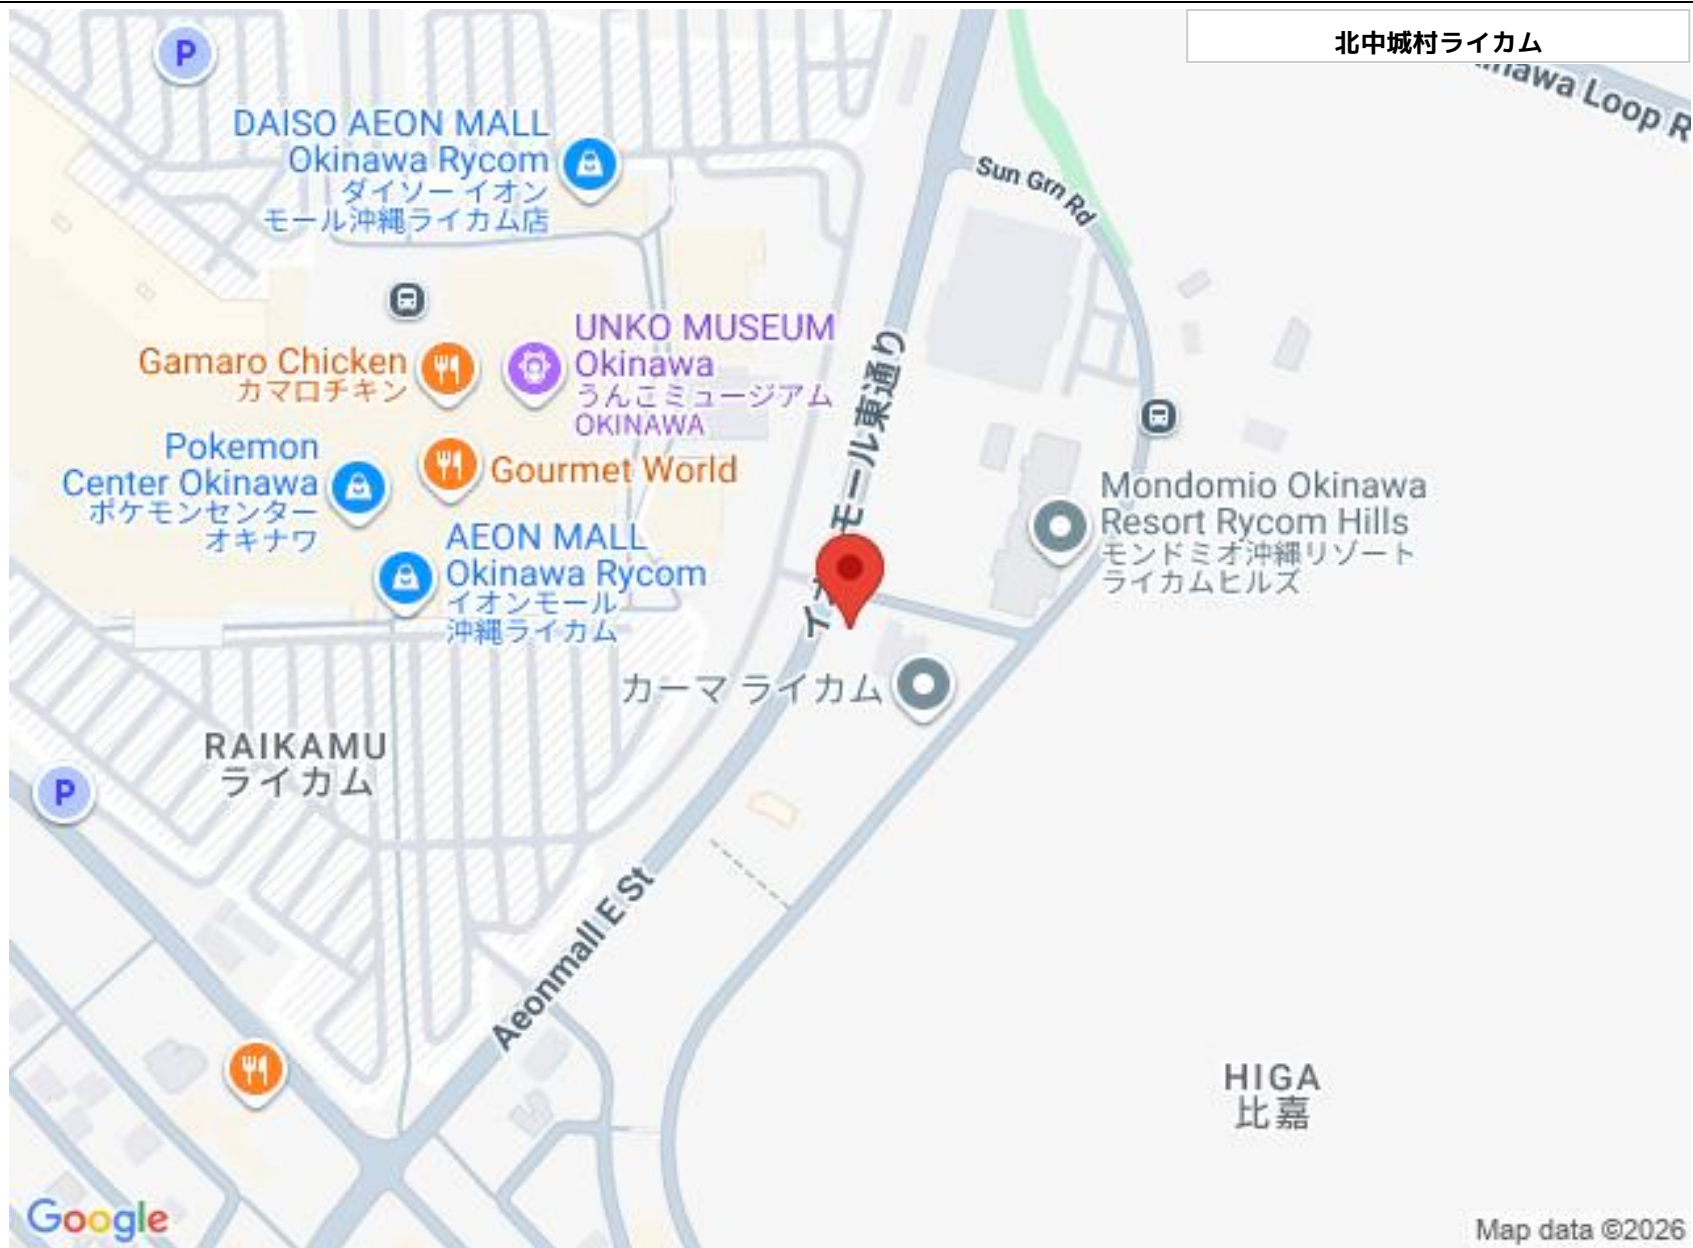 北中城村ライカム
P
inawa Loop R
DAISO AEON MALL
Okinawa Rycom
ダイソー イオン
モール沖縄ライカム店
Sun Grn Rd
UNKO MUSEUM
Okinawa
うんこミュージアム
OKINAWA
Gamaro Chicken
カマロチキン
モール東通り
Pokemon
Center Okinawa
ポケモンセンター
オキナワ
Gourmet World
Mondomio Okinawa
Resort Rycom Hills
モンドミオ沖縄リゾート
ライカムヒルズ
AEON MALL
Okinawa Rycom
イオンモール
沖縄ライカム
カーマ ライカム
RAIKAMU
ライカム
P
Aeonmall E St
HIGA
比嘉
Google
Map data ©2026